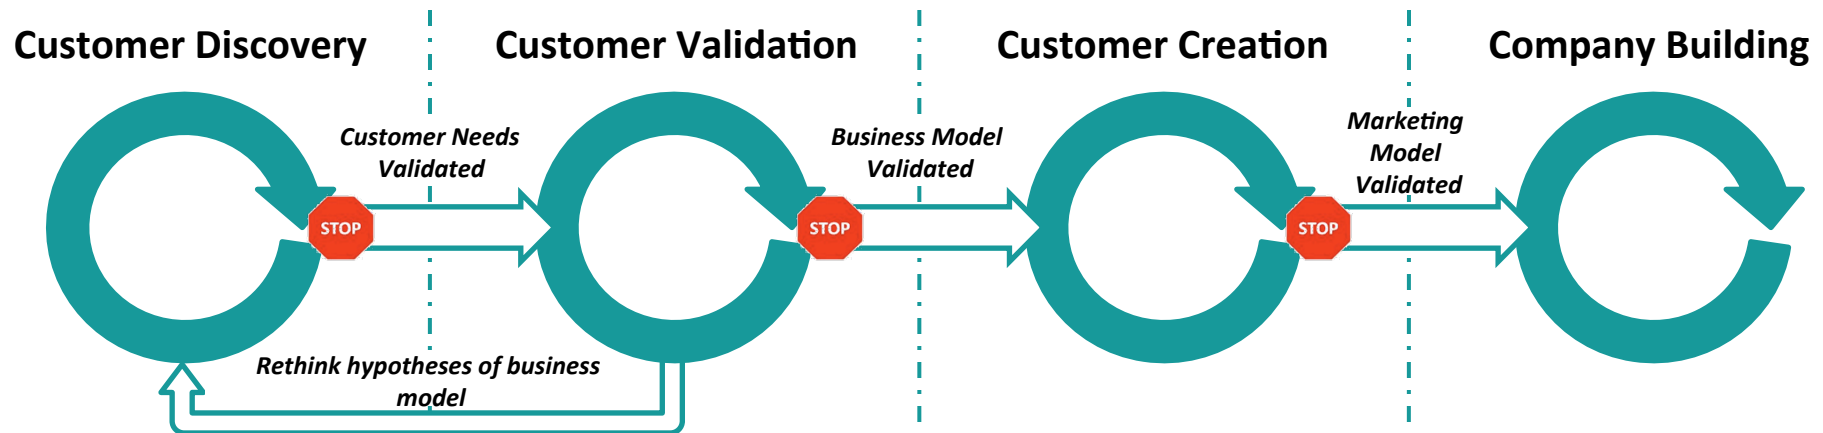 Customer Discovery
Customer Validation
Customer Creation
Company Building
Customer Needs
Validated
Business Model
Validated
Marketing
Model
Validated
STOP
STOP
STOP
Rethink hypotheses of business
model